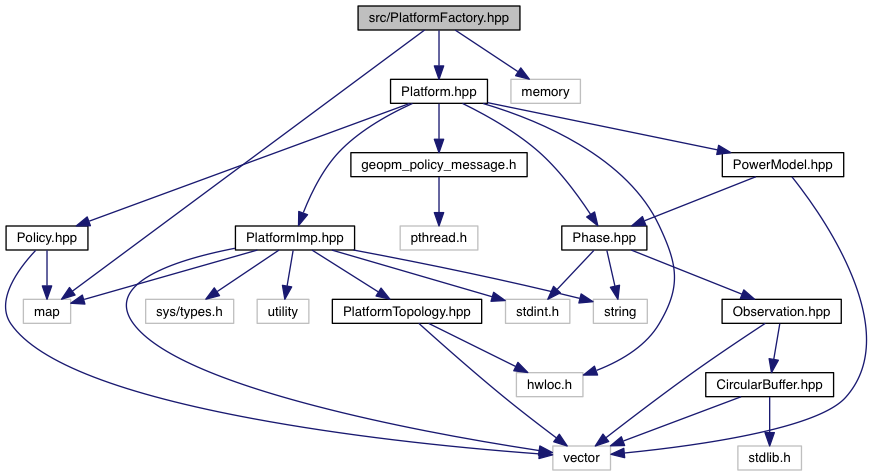 src/PlatformFactory.hpp
Platform.hpp
memory
geopm_policy_message.h
PowerModel.hpp
Policy.hpp
PlatformImp.hpp
pthread.h
Phase.hpp
map
sys/types.h
utility
PlatformTopology.hpp
stdint.h
string
Observation.hpp
hwloc.h
CircularBuffer.hpp
vector
stdlib.h